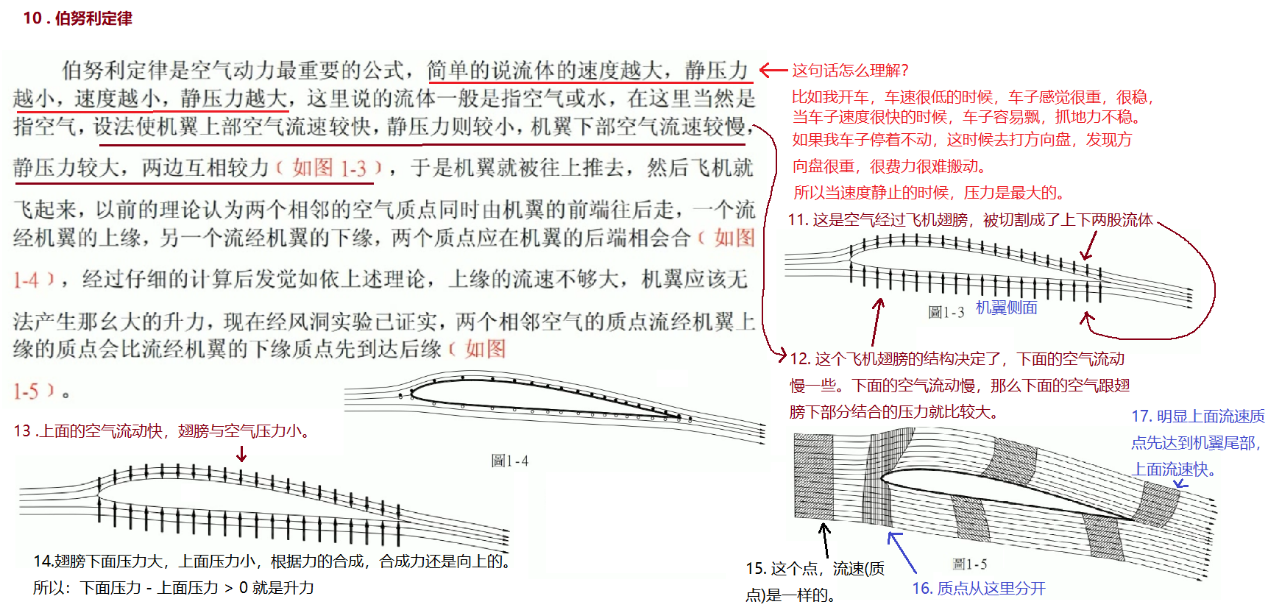 10 . 伯努利定律
伯努利定律是空气动力最重要的公式，简单的说流体的速度越大，静压力
越小，速度越小，静压力越大，这里说的流体一般是指空气或水，在这里当然是
指空气，设法使机翼上部空气流速较快，静压力则较小，机翼下部空气流速较慢，
静压力较大，两边互相较力（如图 1-3），于是机翼就被往上推去，然后飞机就
飞起来，以前的理论认为两个相邻的空气质点同时由机翼的前端往后走，一个流
经机翼的上缘，另一个流经机翼的下缘，两个质点应在机翼的后端相会合（如图
1-4），经过仔细的计算后发觉如依上述理论，上缘的流速不够大，机翼应该无
法产生那幺大的升力，现在经风洞实验已证实，两个相邻空气的质点流经机翼上
缘的质点会比流经机翼的下缘质点先到达后缘（如图
1-5）。
这句话怎么理解？
比如我开车，车速很低的时候，车子感觉很重，很稳，
当车子速度很快的时候，车子容易飘，抓地力不稳。
如果我车子停着不动，这时候去打方向盘，发现方
向盘很重，很费力很难搬动。
所以当速度静止的时候，压力是最大的。
11. 这是空气经过飞机翅膀，被切割成了上下两股流体
圖1-3
机翼侧面
12. 这个飞机翅膀的结构决定了，下面的空气流动
慢一些。下面的空气流动慢，那么下面的空气跟翅
膀下部分结合的压力就比较大。
圖1-4
13 .上面的空气流动快，翅膀与空气压力小。
14.翅膀下面压力大，上面压力小，根据力的合成，合成力还是向上的。
所以：下面压力 - 上面压力 > 0 就是升力
17. 明显上面流速质
点先达到机翼尾部，
上面流速快。
圖1-5
15. 这个点，流速(质
点)是一样的。
16. 质点从这里分开